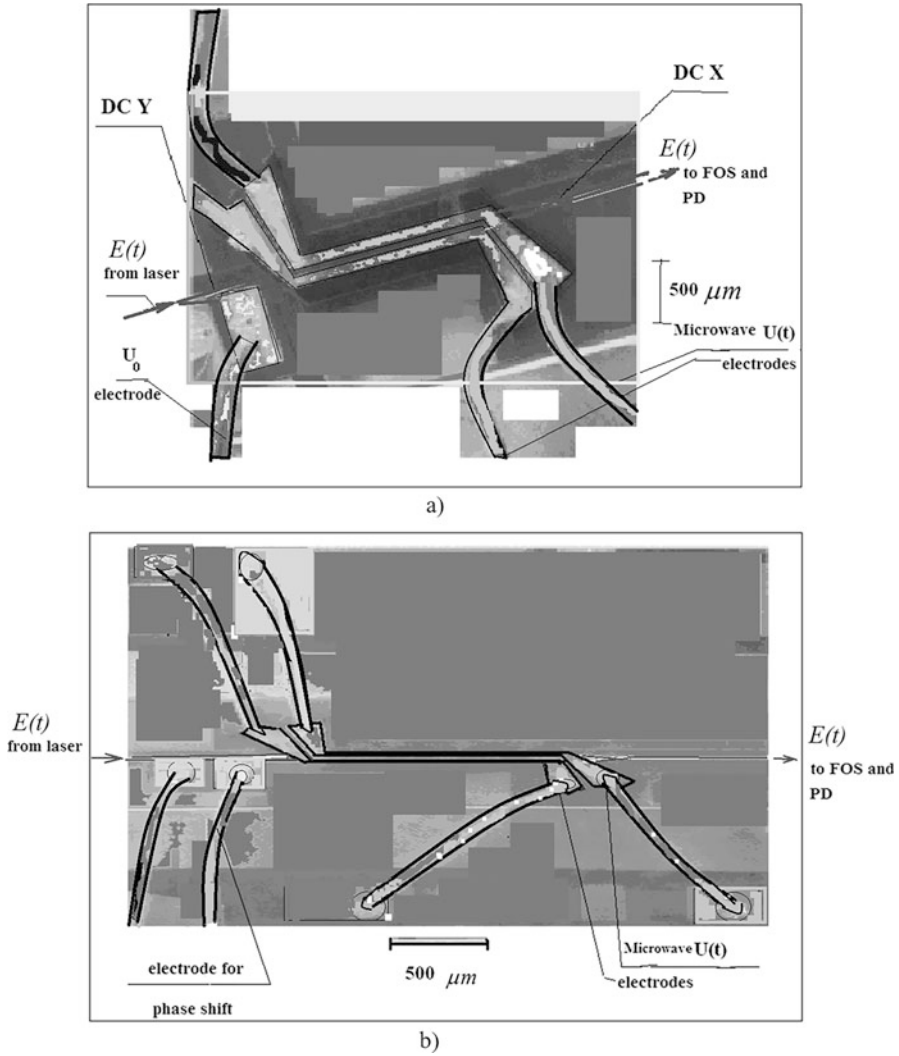 DC Y
DC X
E(t)
to FOS and
PD
E(t)
from laser
500 μm
Microwave U(t)
electrodes
U0
electrode
a)
E(t)
from laser
E(t)
to FOS and
PD
electrode for
phase shift
500 μm
Microwave U(t)
electrodes
b)